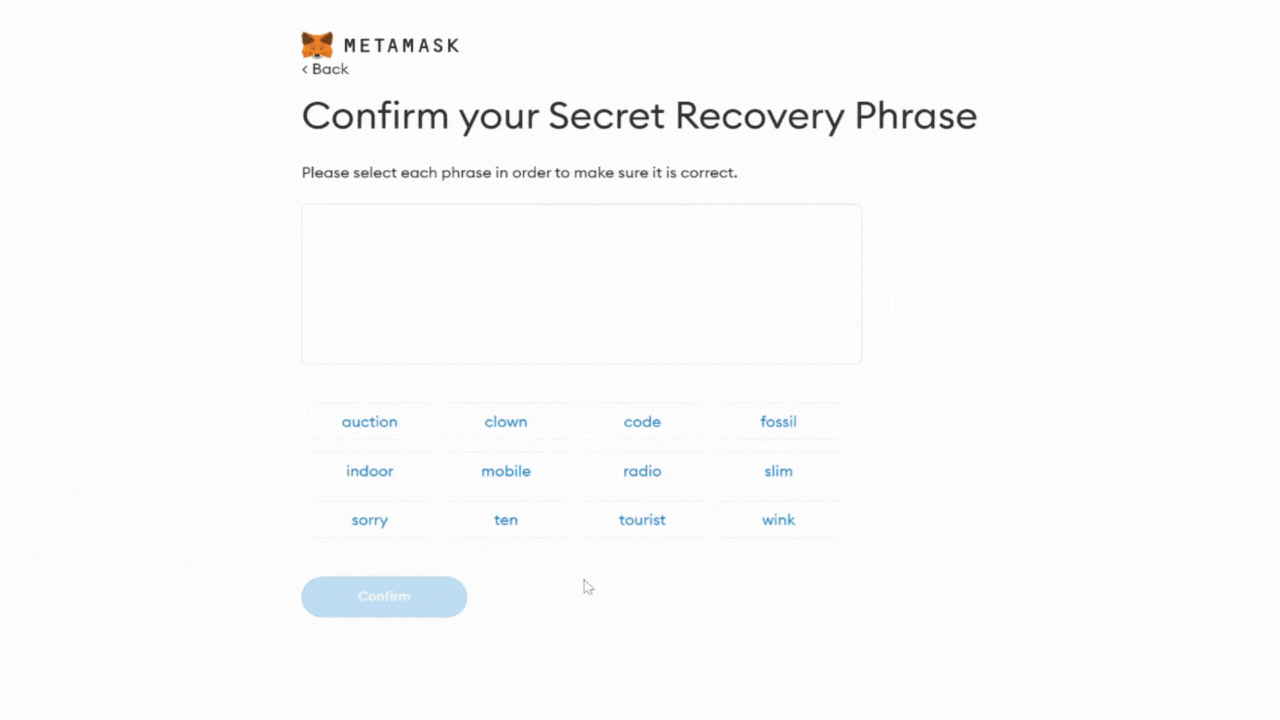 METAMASK
< Back
Confirm your Secret Recovery Phrase
Please select each phrase in order to make sure it is correct.
auction clown code fossil
indoor mobile radio slim
sorry ten tourist wink
Confirm